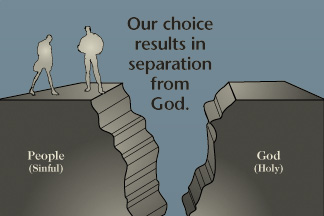 Our choice
results in
separation
from
God.
People
(Sinful)
God
(Holy)